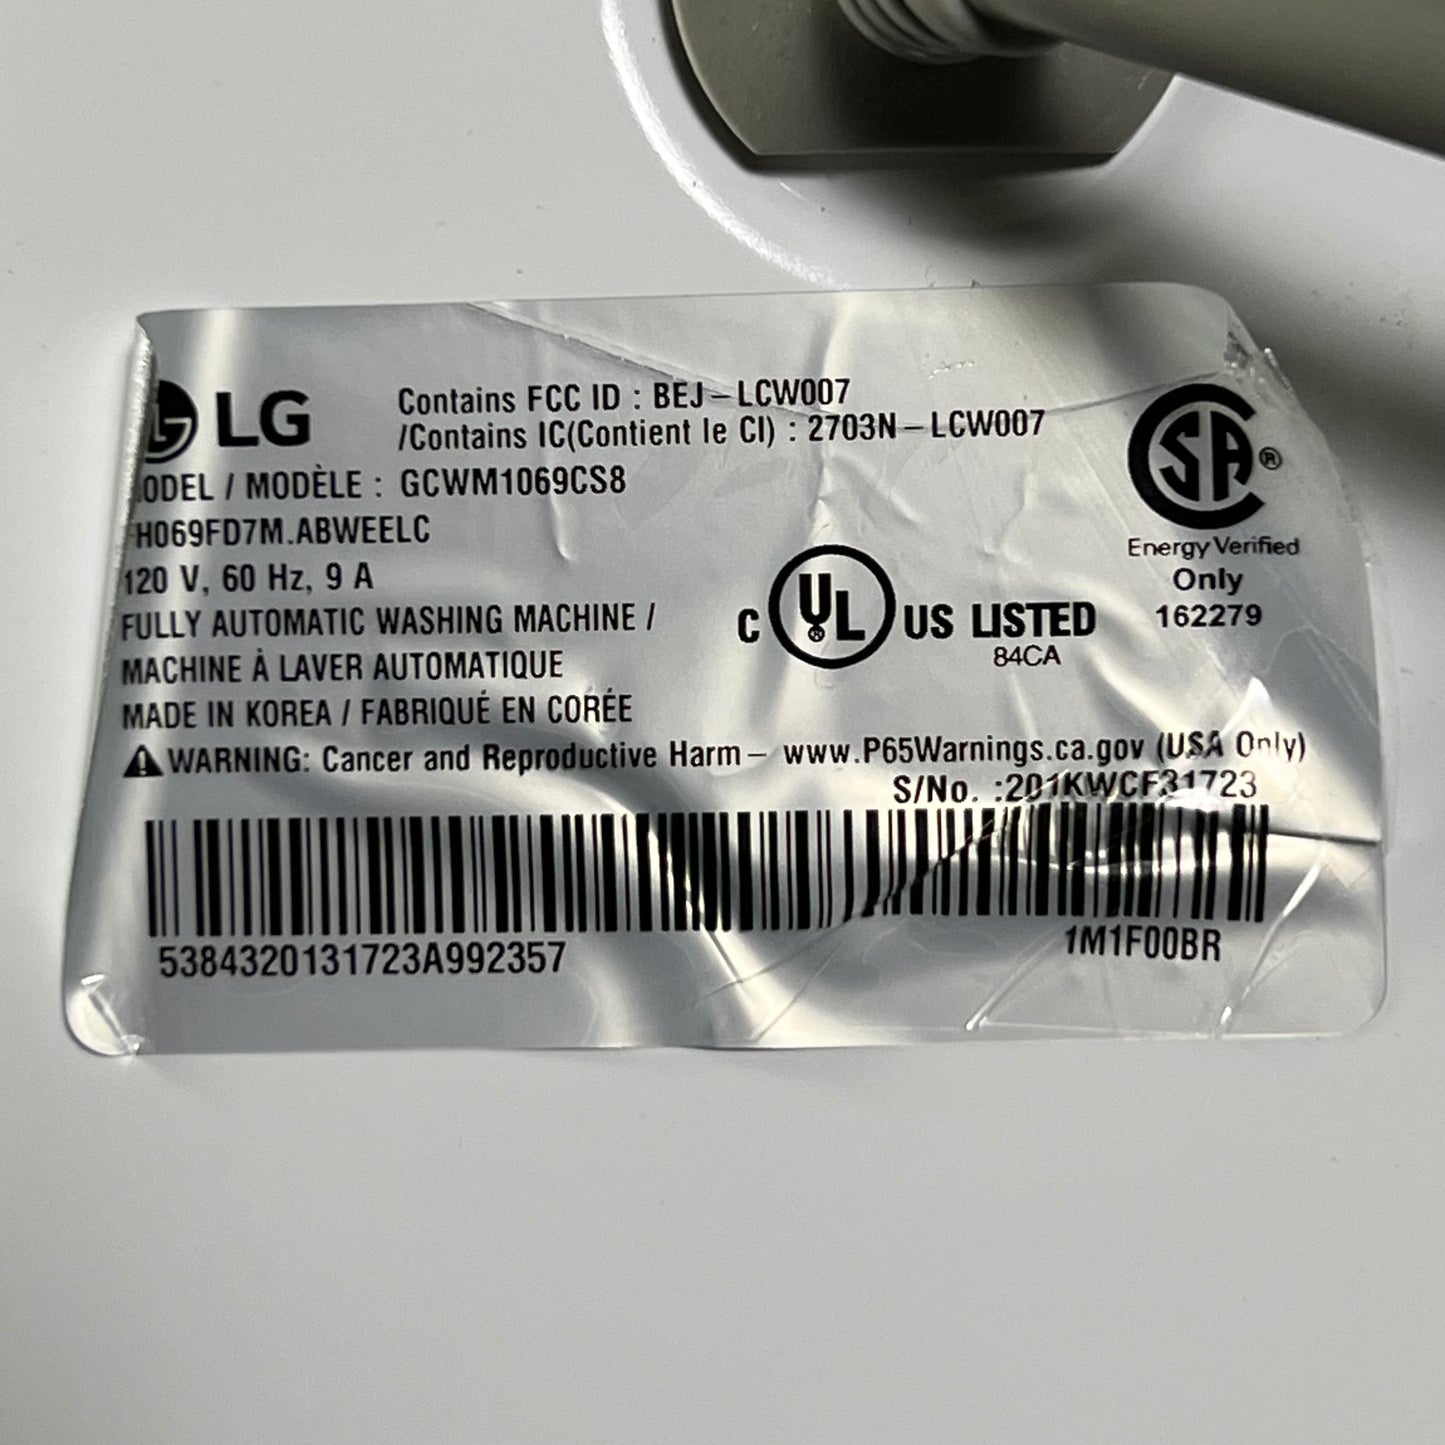 LG LG
Contains FCC ID : BEJ-LCW007
/Contains IC(Contient le CI) : 2703N-LCW007
ODEL / MODÈLE : GCWM1069CS8
H069FD7M.ABWEELC
120 V, 60 Hz, 9 A
FULLY AUTOMATIC WASHING MACHINE /
MACHINE À LAVER AUTOMATIQUE
MADE IN KOREA / FABRIQUÉ EN CORÉE
SA ®
Energy Verified
Only
162279
C UL ® US LISTED
84CA
WARNING: Cancer and Reproductive Harm - www.P65Warnings.ca.gov (USA Only)
S/No. :201KWCF31723
5384320131723A992357
1M1F00BR